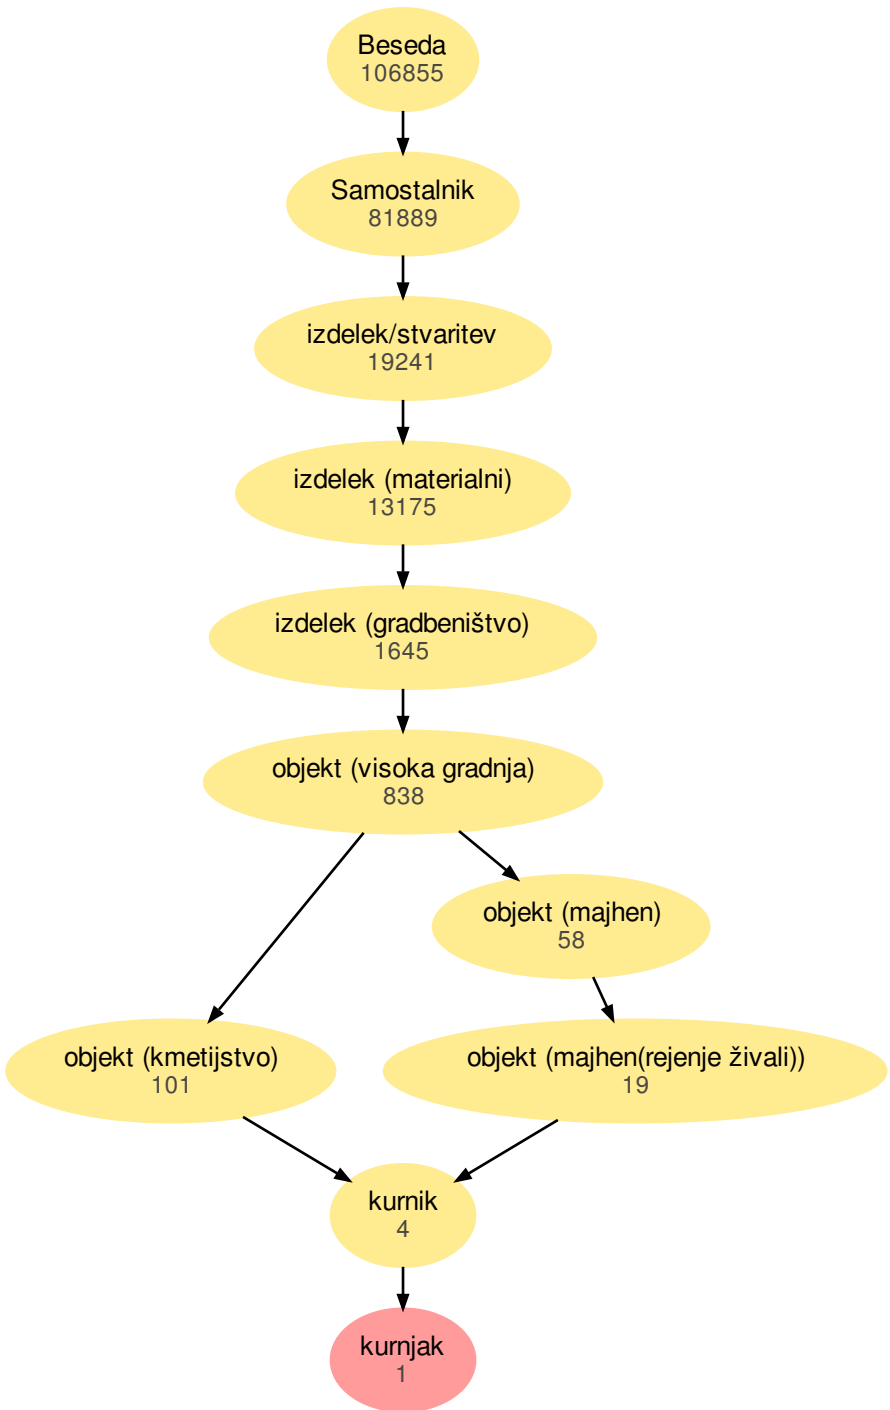 Beseda
106855
Samostalnik
81889
izdelek/stvaritev
19241
izdelek (materialni)
13175
izdelek (gradbeništvo)
1645
objekt (visoka gradnja)
838
objekt (majhen)
58
objekt (kmetijstvo)
101
objekt (majhen(rejenje živali))
19
kurnik
4
kurnjak
1